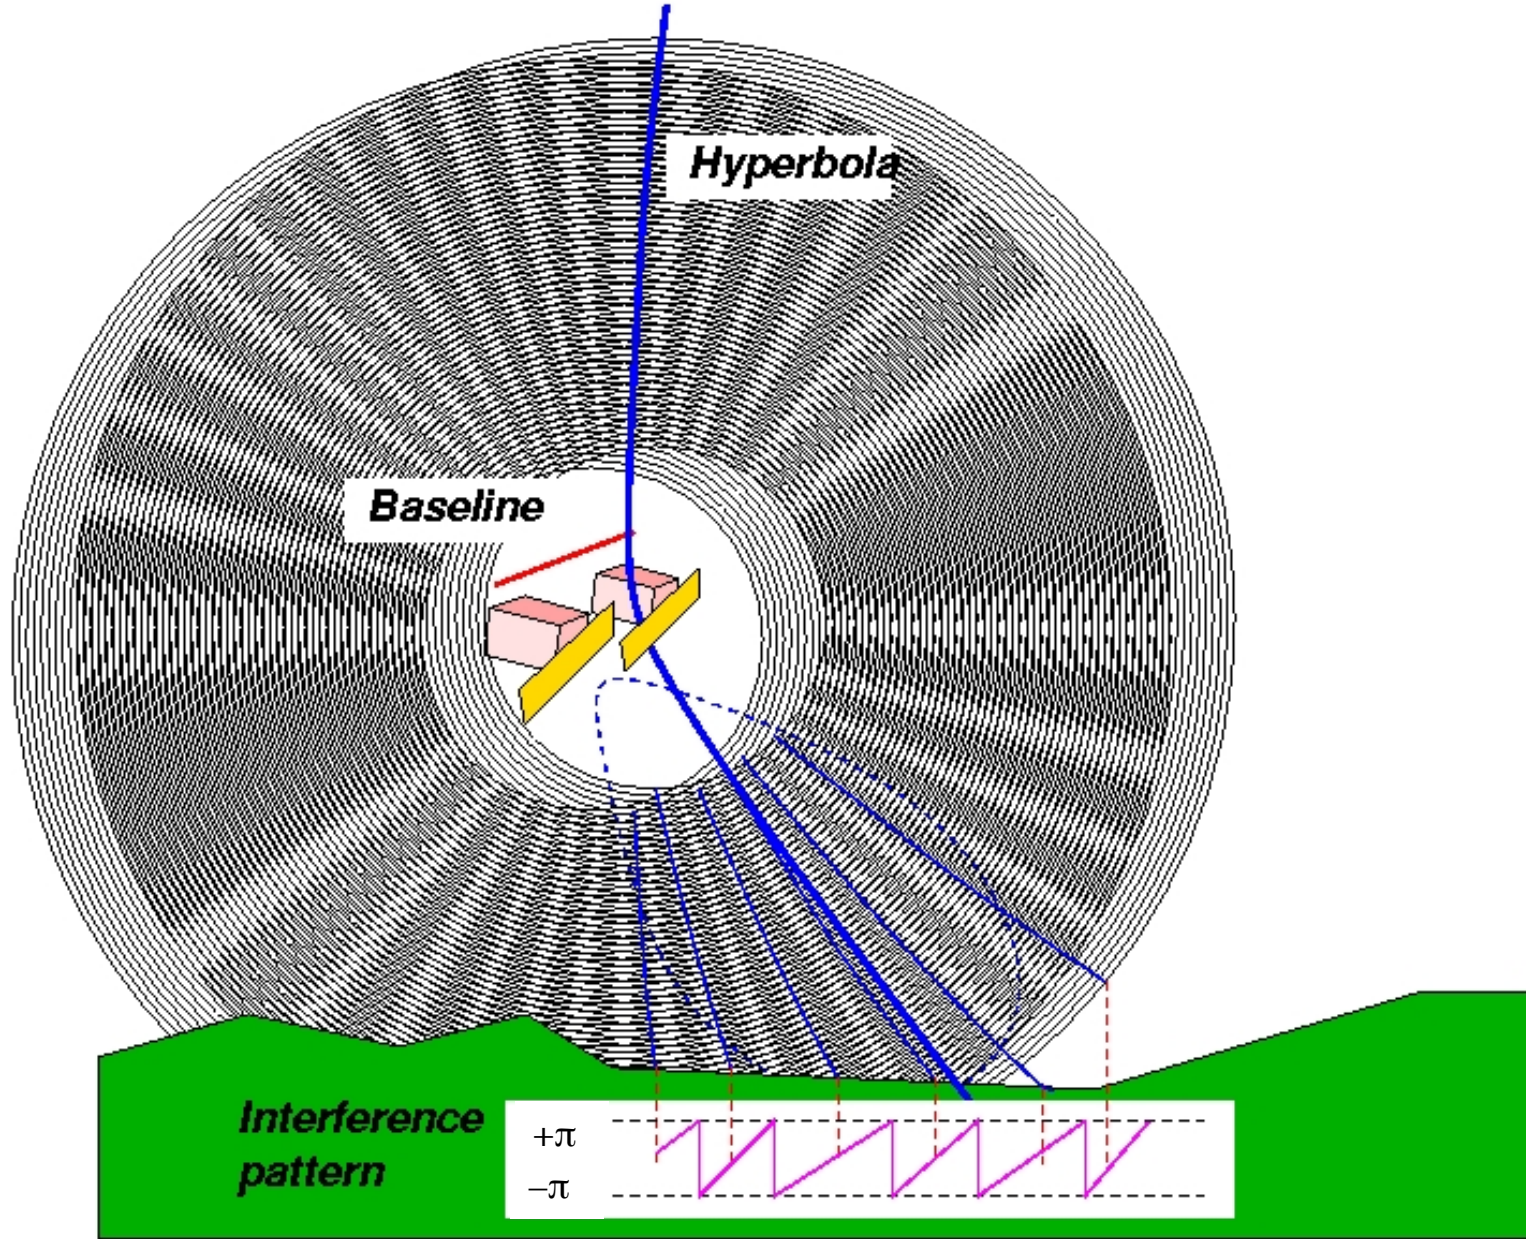 Hyperbola
Baseline
Interference
pattern
+π
−π